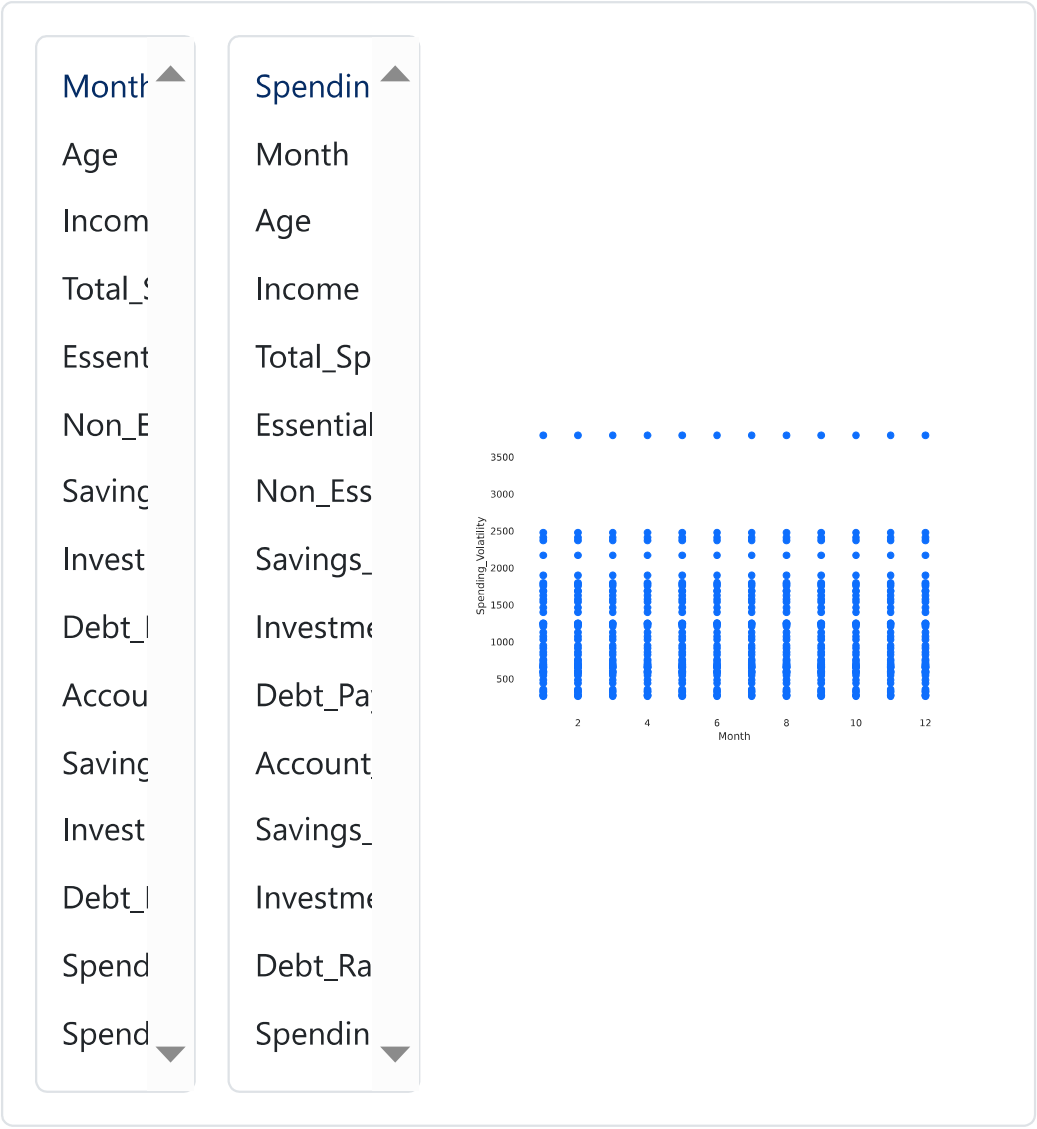 Month
Age
Incom
Total_S
Essent
Non_E
Saving
Invest
Debt_
Accou
Saving
Invest
Debt_
Spend
Spend
Spendin
Month
Age
Income
Total_Sp
Essential
Non_Ess
Savings_
Investme
Debt_Pa
Account_
Savings_
Investme
Debt_Ra
Spendin
3500
3000
2500
2000
1500
1000
500
Spending_Volatility
2 4 6 8 10 12
Month